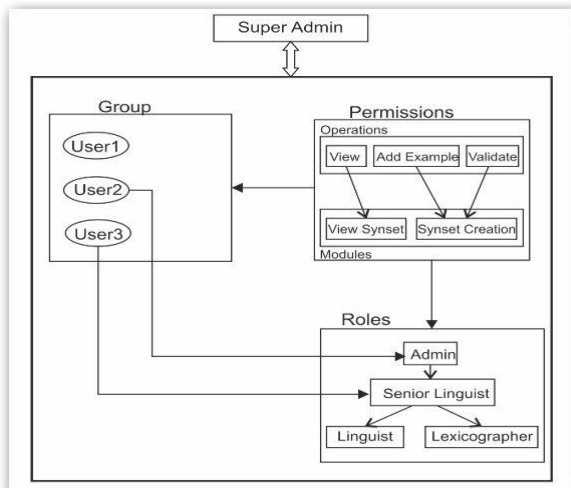 Super Admin
Group
User1
User2
User3
Permissions
Operations
View
Add Example
Validate
View Synset
Synset Creation
Modules
Roles
Admin
Senior Linguist
Linguist
Lexicographer